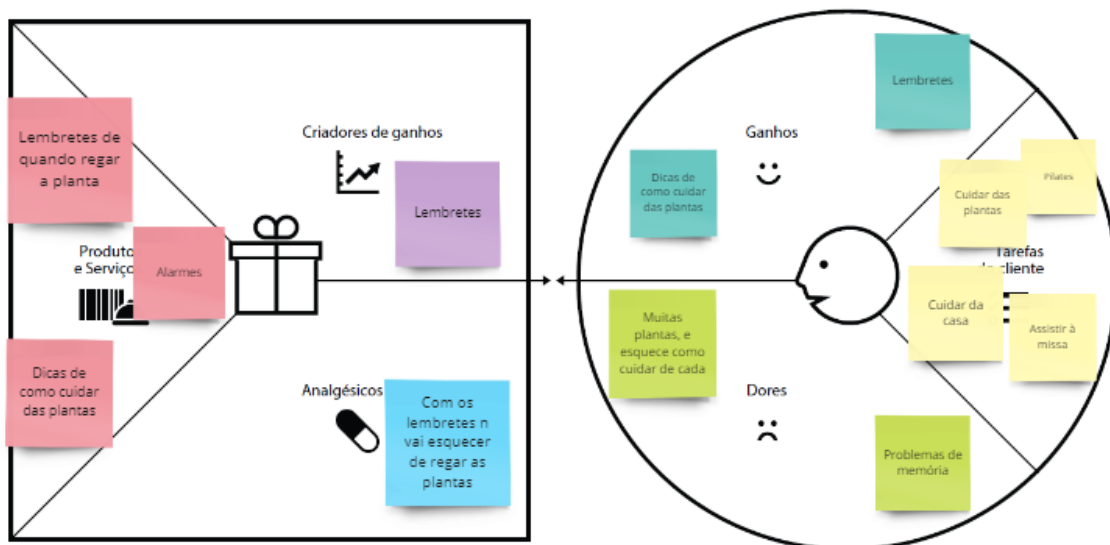 Lembretes de
quando regar
a planta
Criadores de ganhos
Lembretes
Produto
e Serviço
Alarmes
Dicas de
como cuidar
das plantas
Analgésicos
Com os
lembretes n
vai esquecer
de regar as
plantas
Lembretes
Ganhos
Dicas de
como cuidar
das plantas
Pilates
Cuidar das
plantas
Tarefas
do cliente
Cuidar da
casa
Assistir à
missa
Muitas
plantas, e
esquece como
cuidar de cada
Dores
Problemas de
memória